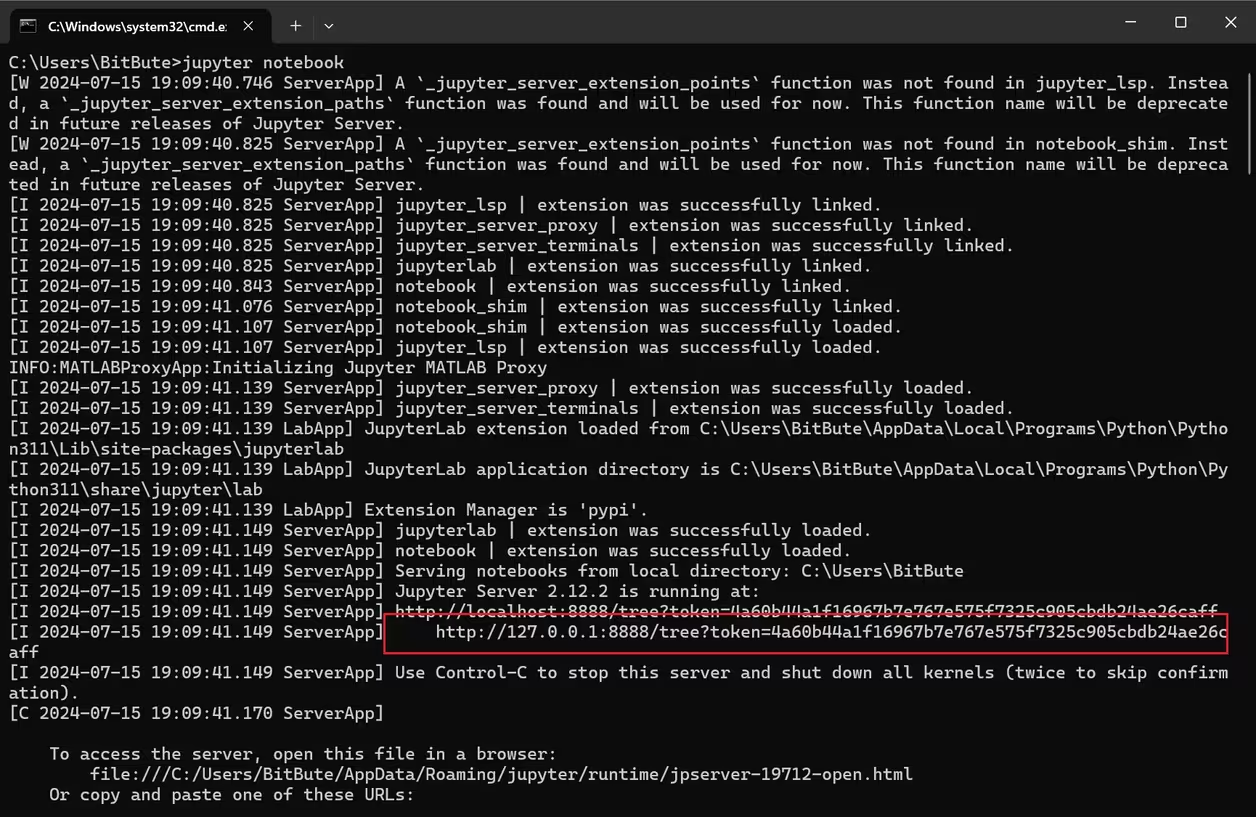 C:\Windows\system32\cmd.e:
C:\Users\BitBute>jupyter notebook
[W 2024-07-15 19:09:40.746 ServerApp] A `_jupyter_server_extension_points` function was not found in jupyter_lsp. Instea
d, a `_jupyter_server_extension_paths` function was found and will be used for now. This function name will be deprecate
d in future releases of Jupyter Server.
[W 2024-07-15 19:09:40.825 ServerApp] A `_jupyter_server_extension_points` function was not found in notebook_shim. Inst
ead, a `_jupyter_server_extension_paths` function was found and will be used for now. This function name will be depreca
ted in future releases of Jupyter Server.
[I 2024-07-15 19:09:40.825 ServerApp] jupyter_lsp | extension was successfully linked.
[I 2024-07-15 19:09:40.825 ServerApp] jupyter_server_proxy | extension was successfully linked.
[I 2024-07-15 19:09:40.825 ServerApp] jupyter_server_terminals | extension was successfully linked.
[I 2024-07-15 19:09:40.825 ServerApp] jupyterlab | extension was successfully linked.
[I 2024-07-15 19:09:40.843 ServerApp] notebook | extension was successfully linked.
[I 2024-07-15 19:09:41.076 ServerApp] notebook_shim | extension was successfully linked.
[I 2024-07-15 19:09:41.107 ServerApp] notebook_shim | extension was successfully loaded.
[I 2024-07-15 19:09:41.107 ServerApp] jupyter_lsp | extension was successfully loaded.
INFO:MATLABProxyApp:Initializing Jupyter MATLAB Proxy
[I 2024-07-15 19:09:41.139 ServerApp] jupyter_server_proxy | extension was successfully loaded.
[I 2024-07-15 19:09:41.139 ServerApp] jupyter_server_terminals | extension was successfully loaded.
[I 2024-07-15 19:09:41.139 LabApp] JupyterLab extension loaded from C:\Users\BitBute\AppData\Local\Programs\Python\Pytho
n311\Lib\site-packages\jupyterlab
[I 2024-07-15 19:09:41.139 LabApp] JupyterLab application directory is C:\Users\BitBute\AppData\Local\Programs\Python\Py
thon311\share\jupyter\lab
[I 2024-07-15 19:09:41.139 LabApp] Extension Manager is 'pypi'.
[I 2024-07-15 19:09:41.149 ServerApp] jupyterlab | extension was successfully loaded.
[I 2024-07-15 19:09:41.149 ServerApp] notebook | extension was successfully loaded.
[I 2024-07-15 19:09:41.149 ServerApp] Serving notebooks from local directory: C:\Users\BitBute
[I 2024-07-15 19:09:41.149 ServerApp] Jupyter Server 2.12.2 is running at:
[I 2024-07-15 19:09:41.149 ServerApp] http://localhost:8888/tree?token=4a60b44a1f16967b7e767e575f7325c905cbdb24ae26caff
[I 2024-07-15 19:09:41.149 ServerApp]     http://127.0.0.1:8888/tree?token=4a60b44a1f16967b7e767e575f7325c905cbdb24ae26c
aff
[I 2024-07-15 19:09:41.149 ServerApp] Use Control-C to stop this server and shut down all kernels (twice to skip confirm
ation).
[C 2024-07-15 19:09:41.170 ServerApp]
To access the server, open this file in a browser:
file:///C:/Users/BitBute/AppData/Roaming/jupyter/runtime/jpserver-19712-open.html
Or copy and paste one of these URLs: